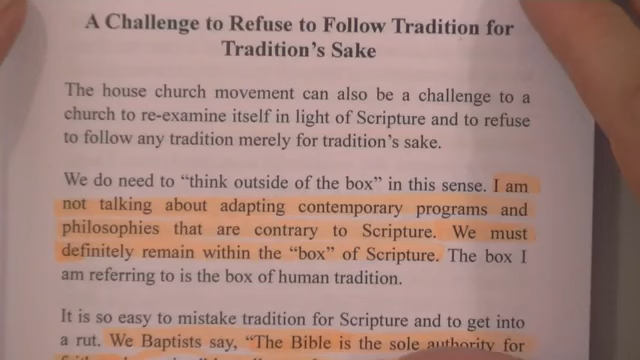 A Challenge to Refuse to Follow Tradition for
Tradition's Sake
The house church movement can also be a challenge to a
church to re-examine itself in light of Scripture and to refuse
to follow any tradition merely for tradition's sake.
We do need to “think outside of the box” in this sense. I am
not talking about adapting contemporary programs and
philosophies that are contrary to Scripture. We must
definitely remain within the “box” of Scripture. The box I
am referring to is the box of human tradition.
It is so easy to mistake tradition for Scripture and to get into
a rut. We Baptists say, “The Bible is the sole authority for